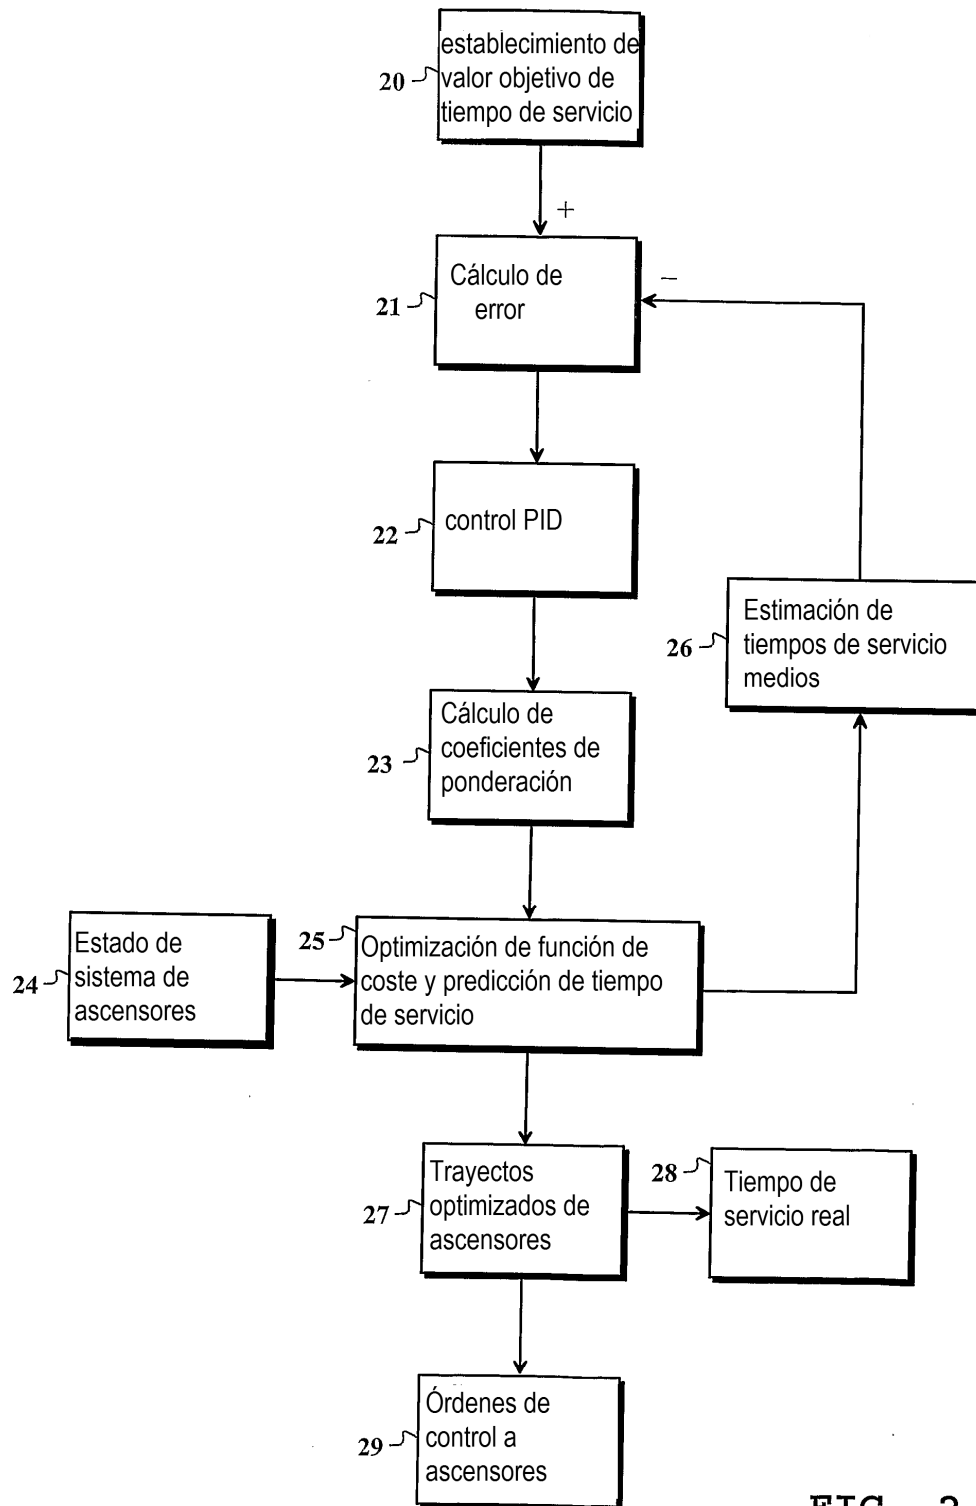 establecimiento de
valor objetivo de
tiempo de servicio
20
+
Cálculo de
error
21
−
control PID
22
Estimación de
tiempos de servicio
medios
26
Cálculo de
coeficientes de
ponderación
23
Estado de
sistema de
ascensores
24
25
Optimización de función de
coste y predicción de tiempo
de servicio
Trayectos
optimizados de
ascensores
27
28
Tiempo de
servicio real
Órdenes de
control a
ascensores
29